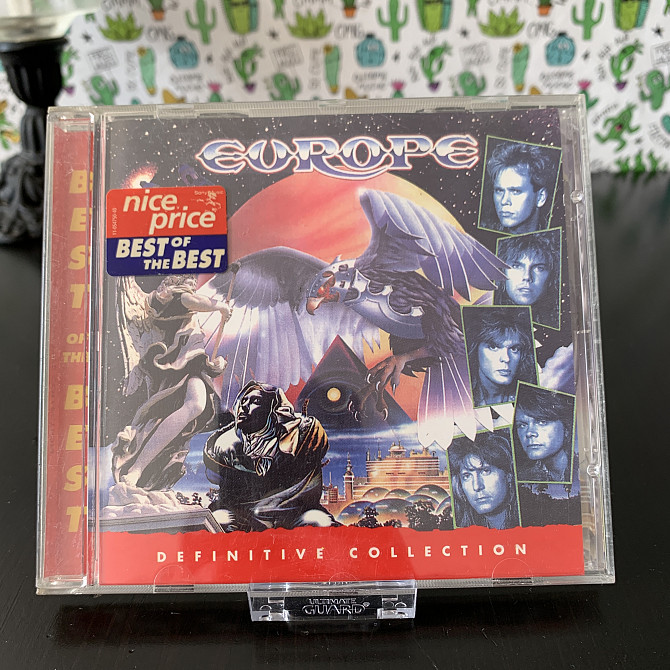 EUROPE
nice
price
BEST OF
THE BEST
BEST
OF
THE
BEST
DEFINITIVE COLLECTION
ULTIMATE
GUARD®